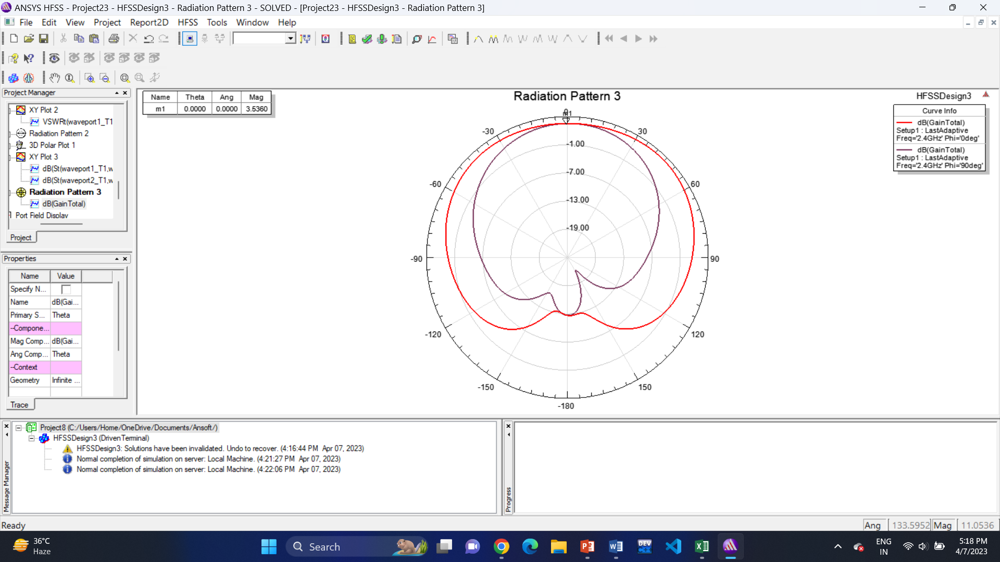 ANSYS HFSS - Project23 - HFSSDesign3 - Radiation Pattern 3 - SOLVED - [Project23 - HFSSDesign3 - Radiation Pattern 3]
File Edit View Project Report2D HFSS Tools Window Help
Project Manager
XY Plot 2
VSWRt(waveport1_T1
Radiation Pattern 2
3D Polar Plot 1
XY Plot 3
dB(St(waveport1_T1,w
dB(St(waveport2_T1,w
Radiation Pattern 3
dB(GainTotal)
Port Field Display
Project
Properties
Name Value
Specify N...
Name dB(Gai...
Primary S... Theta
--Compone...
Mag Comp... dB(Gai...
Ang Comp... Theta
--Context
Geometry Infinite ...
Trace
Name Theta Ang Mag
m1 0.0000 0.0000 3.5360
Radiation Pattern 3
HFSSDesign3
Curve Info
dB(GainTotal)
Setup1 : LastAdaptive
Freq='2.4GHz' Phi='0deg'
dB(GainTotal)
Setup1 : LastAdaptive
Freq='2.4GHz' Phi='90deg'
0
m1
-30 30
-1.00
-7.00
-60 60
-13.00
-19.00
-90 90
-120 120
-150 150
-180
Message Manager
Project8 (C:/Users/Home/OneDrive/Documents/Ansoft/)
HFSSDesign3 (DrivenTerminal)
HFSSDesign3: Solutions have been invalidated. Undo to recover. (4:16:44 PM Apr 07, 2023)
Normal completion of simulation on server: Local Machine. (4:21:27 PM Apr 07, 2023)
Normal completion of simulation on server: Local Machine. (4:22:06 PM Apr 07, 2023)
Progress
Ready
Ang 133.5952 Mag 11.0536
36°C
Haze
Search
DEV
ENG
IN
5:18 PM
4/7/2023